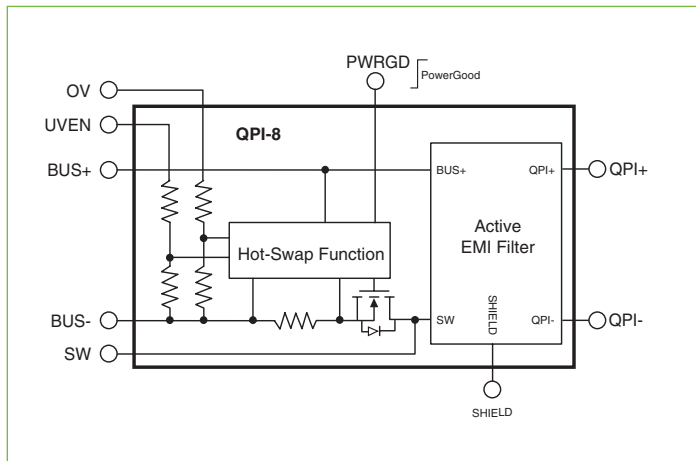 PWRGD
PowerGood
OV
UVEN
QPI-8
BUS+
BUS+
QPI+
QPI+
Active
EMI Filter
Hot-Swap Function
SHIELD
BUS-
SW
QPI-
QPI-
SW
SHIELD